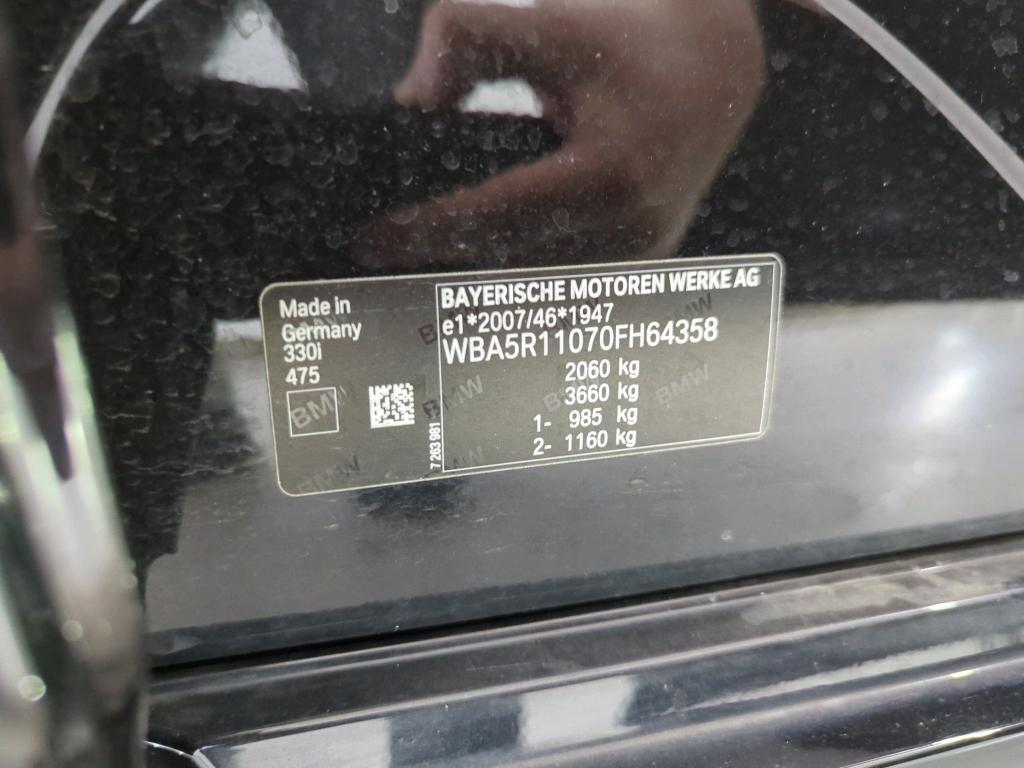 Made in
Germany
330i
475
BMW
7 263 981
BAYERISCHE MOTOREN WERKE AG
e1*2007/46*1947
WBA5R11070FH64358
2060 kg
3660 kg
1- 985 kg
2- 1160 kg